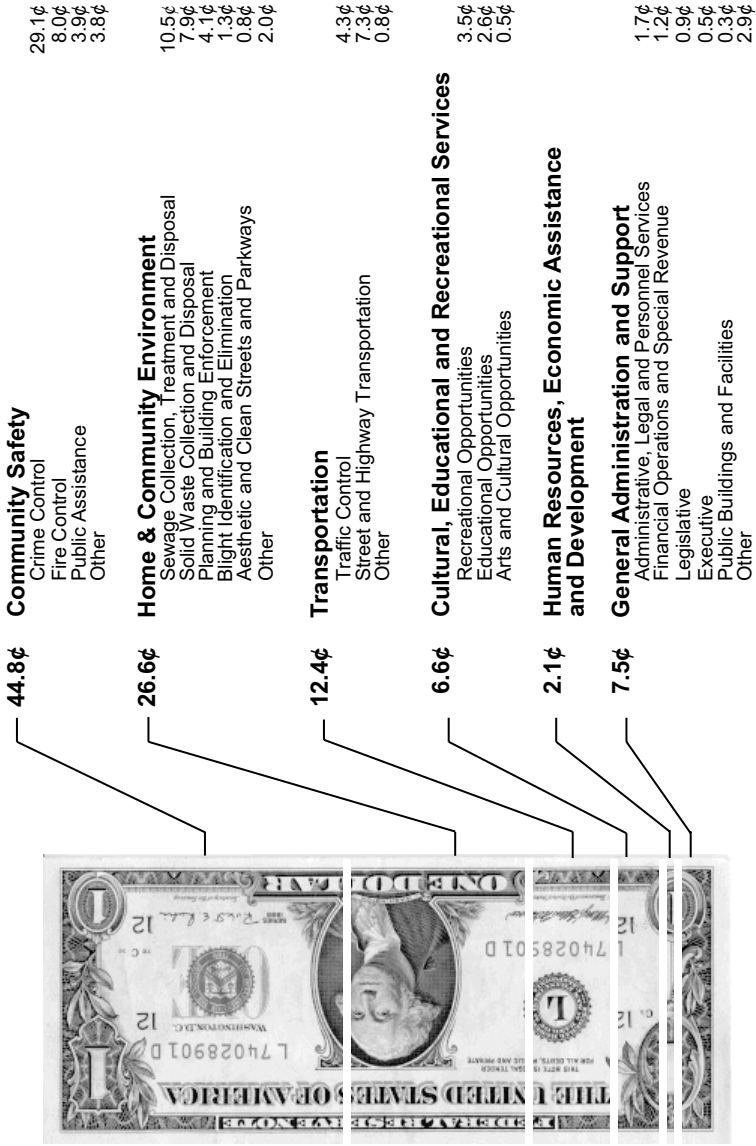 44.8¢ Community Safety
Crime Control 29.1¢
Fire Control 8.0¢
Public Assistance 3.9¢
Other 3.8¢
26.6¢ Home & Community Environment
Sewage Collection, Treatment and Disposal 10.5¢
Solid Waste Collection and Disposal 7.9¢
Planning and Building Enforcement 4.1¢
Blight Identification and Elimination 1.3¢
Aesthetic and Clean Streets and Parkways 0.8¢
Other 2.0¢
12.4¢ Transportation
Traffic Control 4.3¢
Street and Highway Transportation 7.3¢
Other 0.8¢
6.6¢ Cultural, Educational and Recreational Services
Recreational Opportunities 3.5¢
Educational Opportunities 2.6¢
Arts and Cultural Opportunities 0.5¢
2.1¢ Human Resources, Economic Assistance
and Development
7.5¢ General Administration and Support
Administrative, Legal and Personnel Services 1.7¢
Financial Operations and Special Revenue 1.2¢
Legislative 0.9¢
Executive 0.5¢
Public Buildings and Facilities 0.3¢
Other 2.9¢
FEDERAL RESERVE NOTE
THE UNITED STATES OF AMERICA
THIS NOTE IS LEGAL TENDER
FOR ALL DEBTS, PUBLIC AND PRIVATE
L 74028902 D
WASHINGTON, D.C.
12
12
L
ONE
L 74028902 D
12
12
SERIES
ONE DOLLAR
1
1